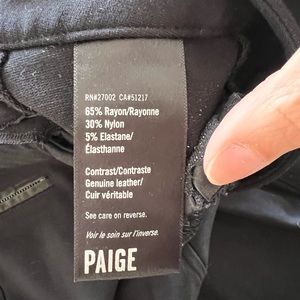 RN#27002 CA#51217
65% Rayon/Rayonne
30% Nylon
5% Elastane/
Élasthanne
Contrast/Contraste
Genuine leather/
Cuir véritable
See care on reverse.
Voir le soin sur l'inverse.
PAIGE